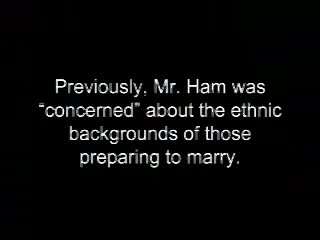 Previously, Mr. Ham was
“concerned” about the ethnic
backgrounds of those
preparing to marry.